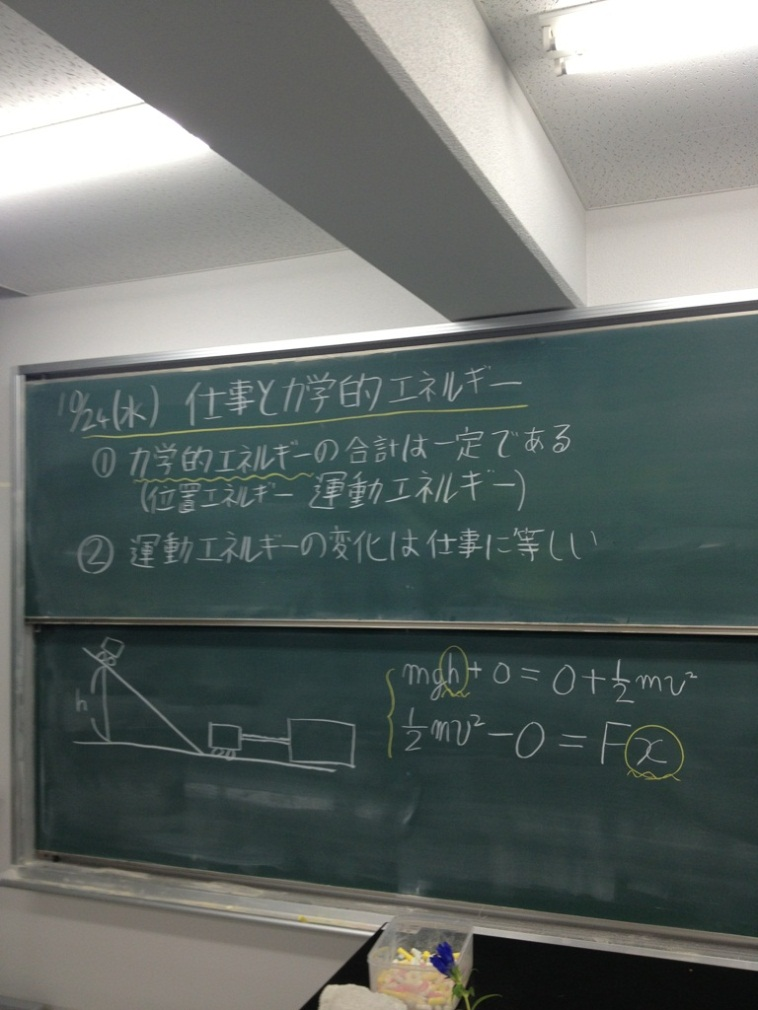 10/24(水) 仕事と力学的エネルギー
① 力学的エネルギーの合計は一定である
(位置エネルギー 運動エネルギー)
② 運動エネルギーの変化は仕事に等しい
h
mgh+0=0+½mv²
½mv²-0=Fx